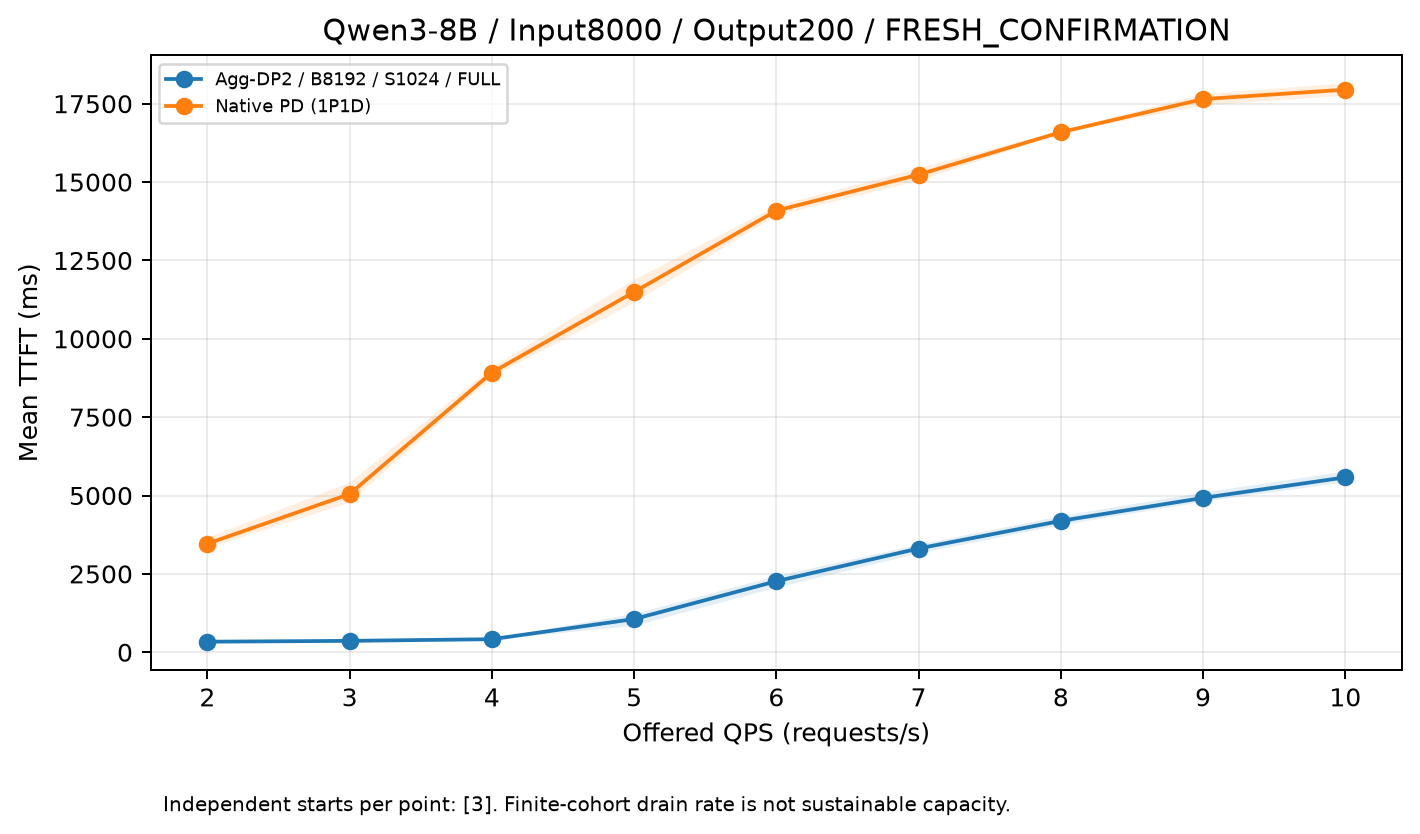 Qwen3-8B / Input8000 / Output200 / FRESH_CONFIRMATION
Agg-DP2 / B8192 / S1024 / FULL
Native PD (1P1D)
Mean TTFT (ms)
17500
15000
12500
10000
7500
5000
2500
0
2 3 4 5 6 7 8 9 10
Offered QPS (requests/s)
Independent starts per point: [3]. Finite-cohort drain rate is not sustainable capacity.